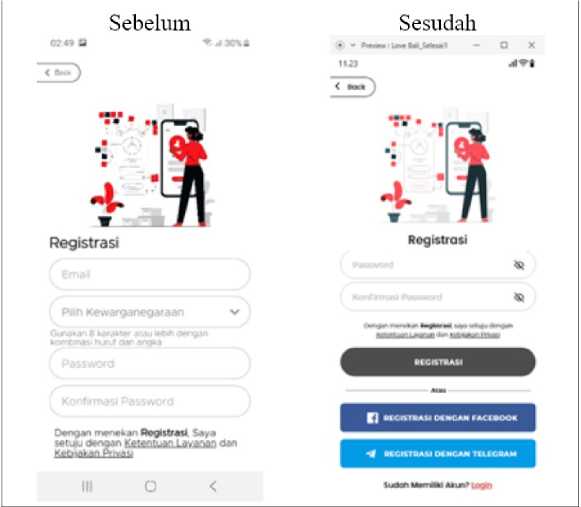 Sebelum
02:49
30%
Back
Registrasi
Email
Pilih Kewarganegaraan
Gunakan 8 karakter atau lebih dengan
kombinasi huruf dan angka
Password
Konfirmasi Password
Dengan menekan Registrasi, Saya
setuju dengan Ketentuan Layanan dan
Kebijakan Privasi
Sesudah
Preview : Love Bali_Selesai1
11.23
Back
Registrasi
Password
Konfirmasi Password
Dengan menekan Registrasi, saya setuju dengan
Ketentuan Layanan dan Kebijakan Privasi
REGISTRASI
Atau
REGISTRASI DENGAN FACEBOOK
REGISTRASI DENGAN TELEGRAM
Sudah Memiliki Akun? Login